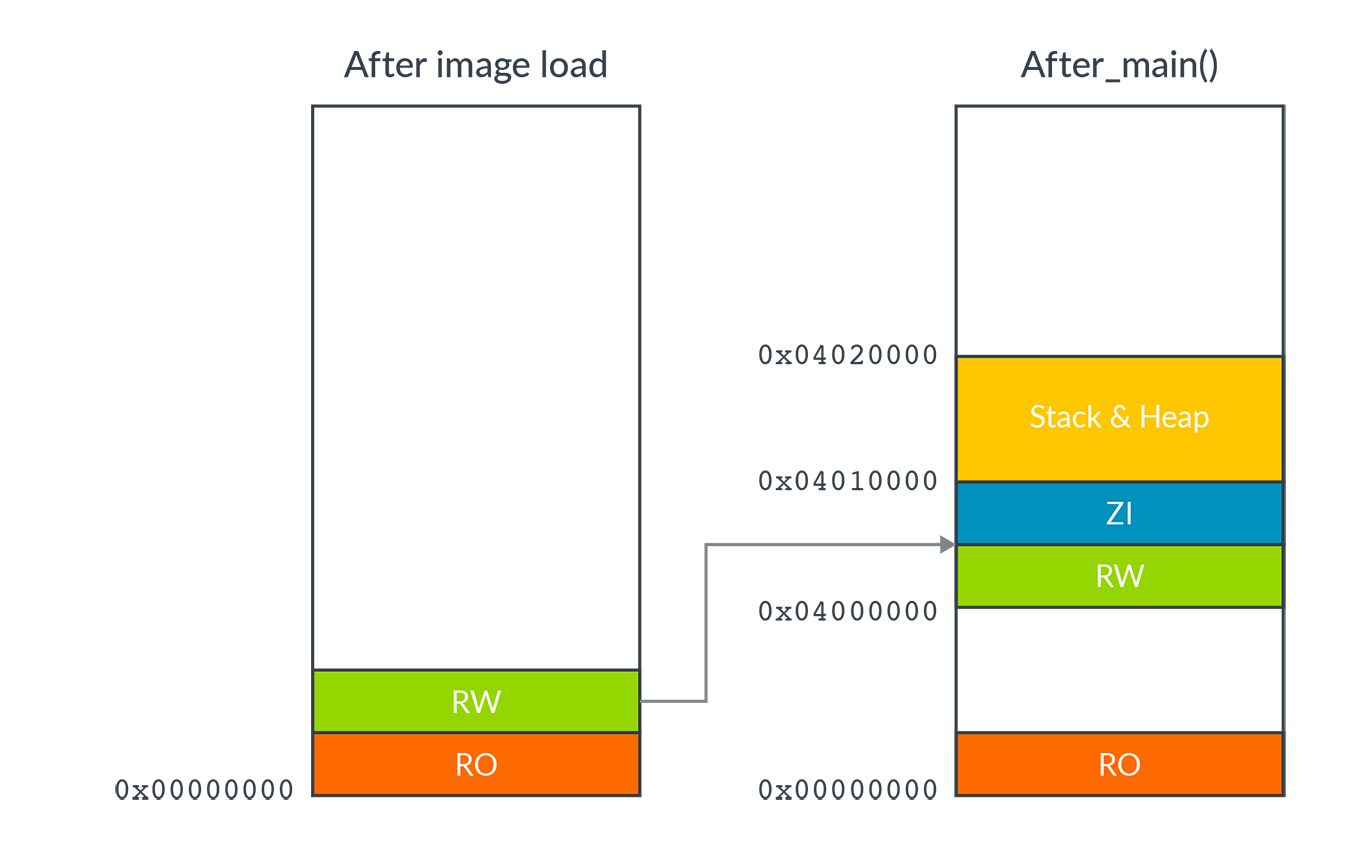 After image load
RW
RO
0x00000000
After_main()
0x04020000
Stack & Heap
0x04010000
ZI
RW
0x04000000
RO
0x00000000